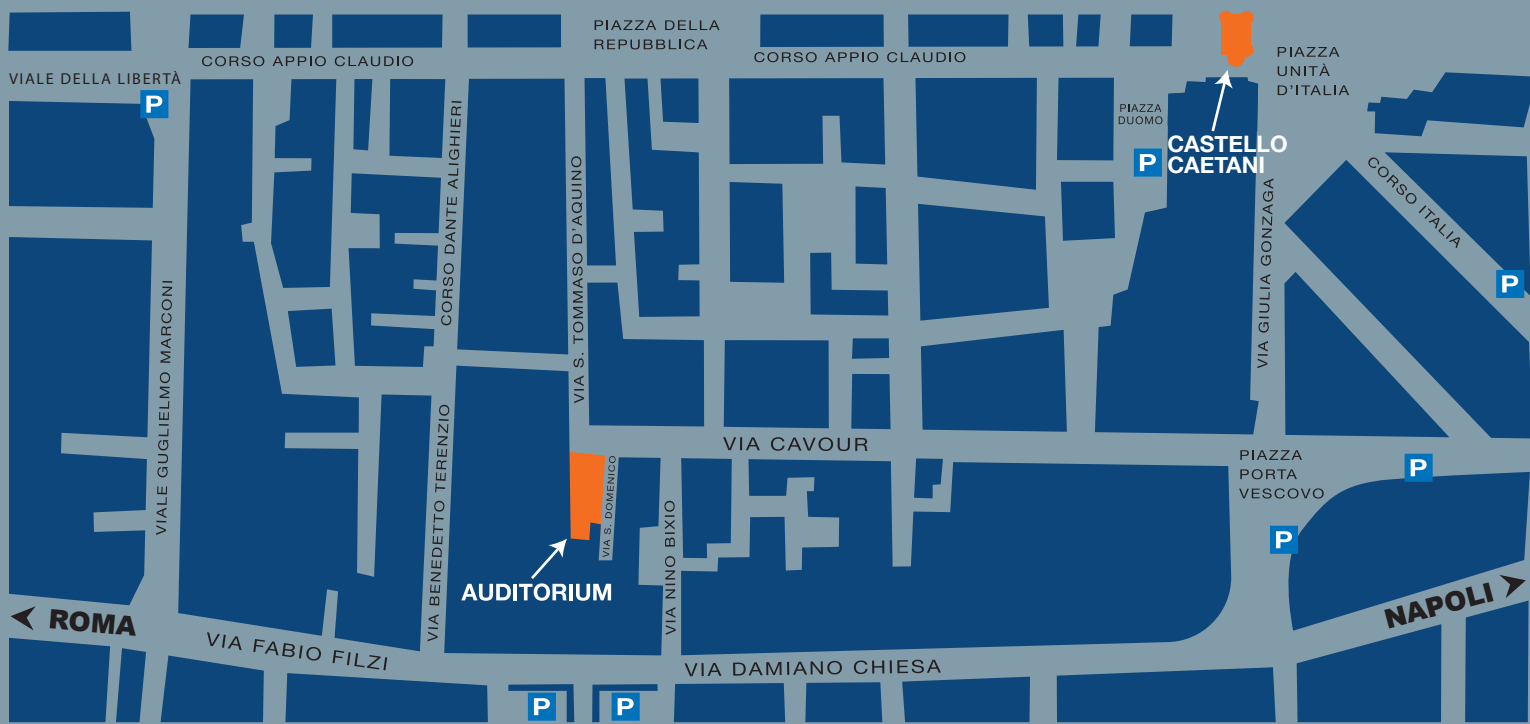 PIAZZA DELLA
REPUBBLICA
CORSO APPIO CLAUDIO
CORSO APPIO CLAUDIO
PIAZZA
UNITÀ
D'ITALIA
VIALE DELLA LIBERTÀ
P
PIAZZA
DUOMO
P
CASTELLO
CAETANI
CORSO DANTE ALIGHIERI
VIA S. TOMMASO D'AQUINO
VIA GIULIA GONZAGA
CORSO ITALIA
P
VIALE GUGLIELMO MARCONI
VIA CAVOUR
VIA BENEDETTO TERENZIO
VIA S. DOMENICO
VIA NINO BIXIO
PIAZZA
PORTA
VESCOVO
P
P
AUDITORIUM
ROMA
NAPOLI
VIA FABIO FILZI
VIA DAMIANO CHIESA
P
P